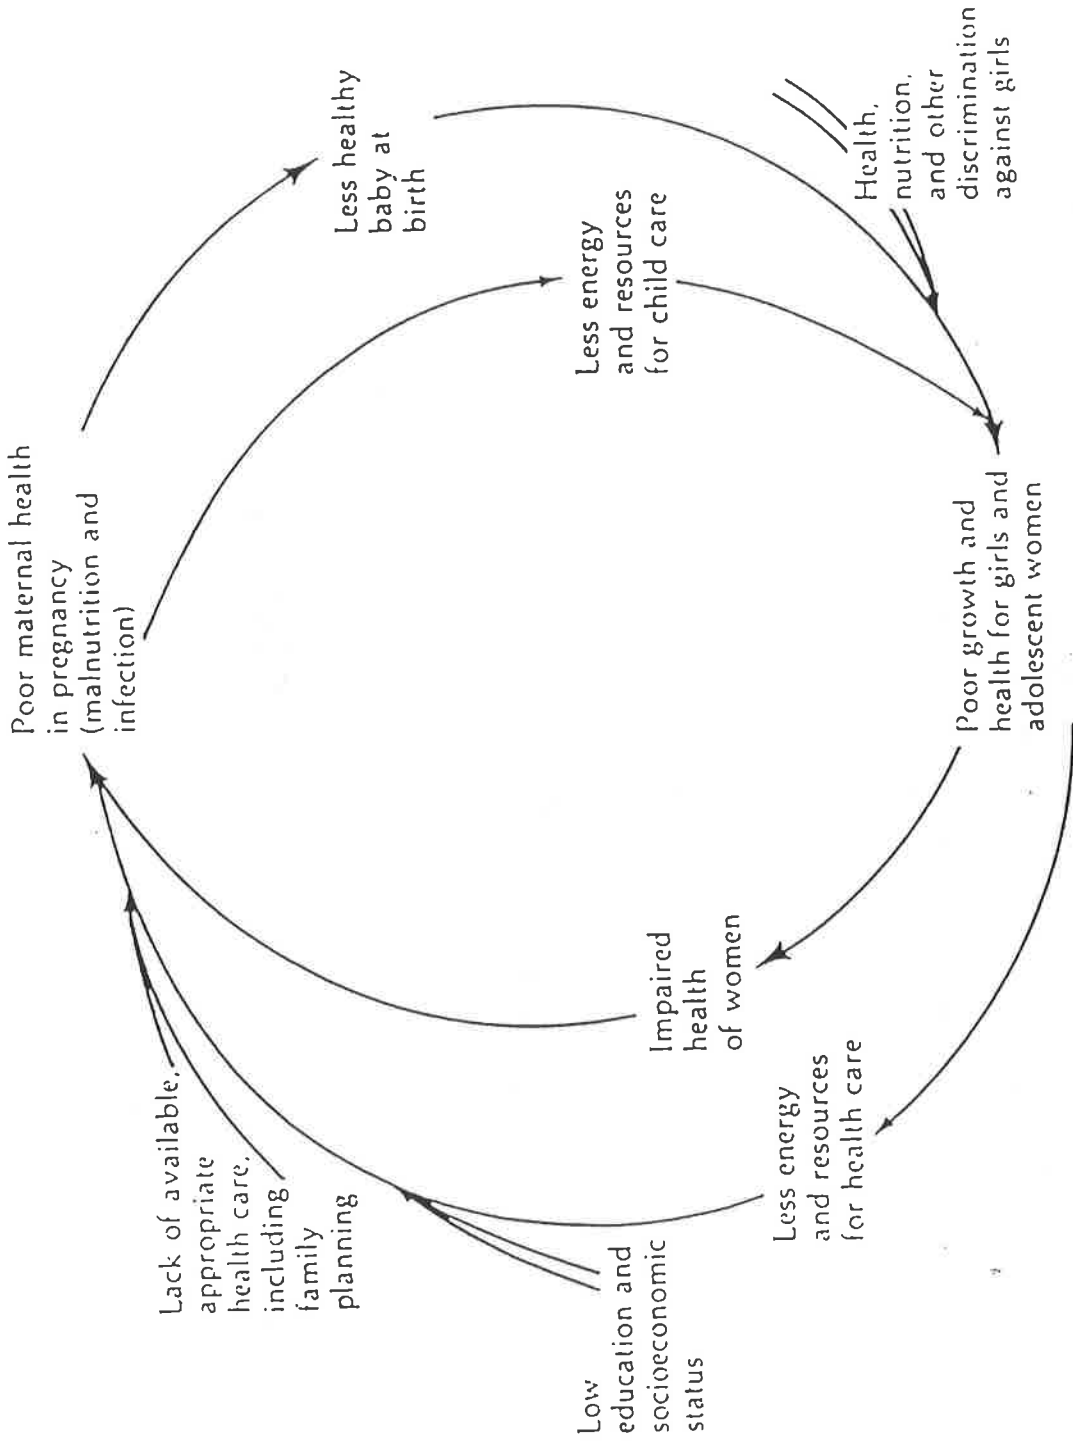 Poor maternal health
in pregnancy
(malnutrition and
infection)
Less healthy
baby at
birth
Less energy
and resources
for child care
Health,
nutrition,
and other
discrimination
against girls
Poor growth and
health for girls and
adolescent women
Impaired
health
of women
Less energy
and resources
for health care
Low
education and
socioeconomic
status
Lack of available,
appropriate
health care,
including
family
planning